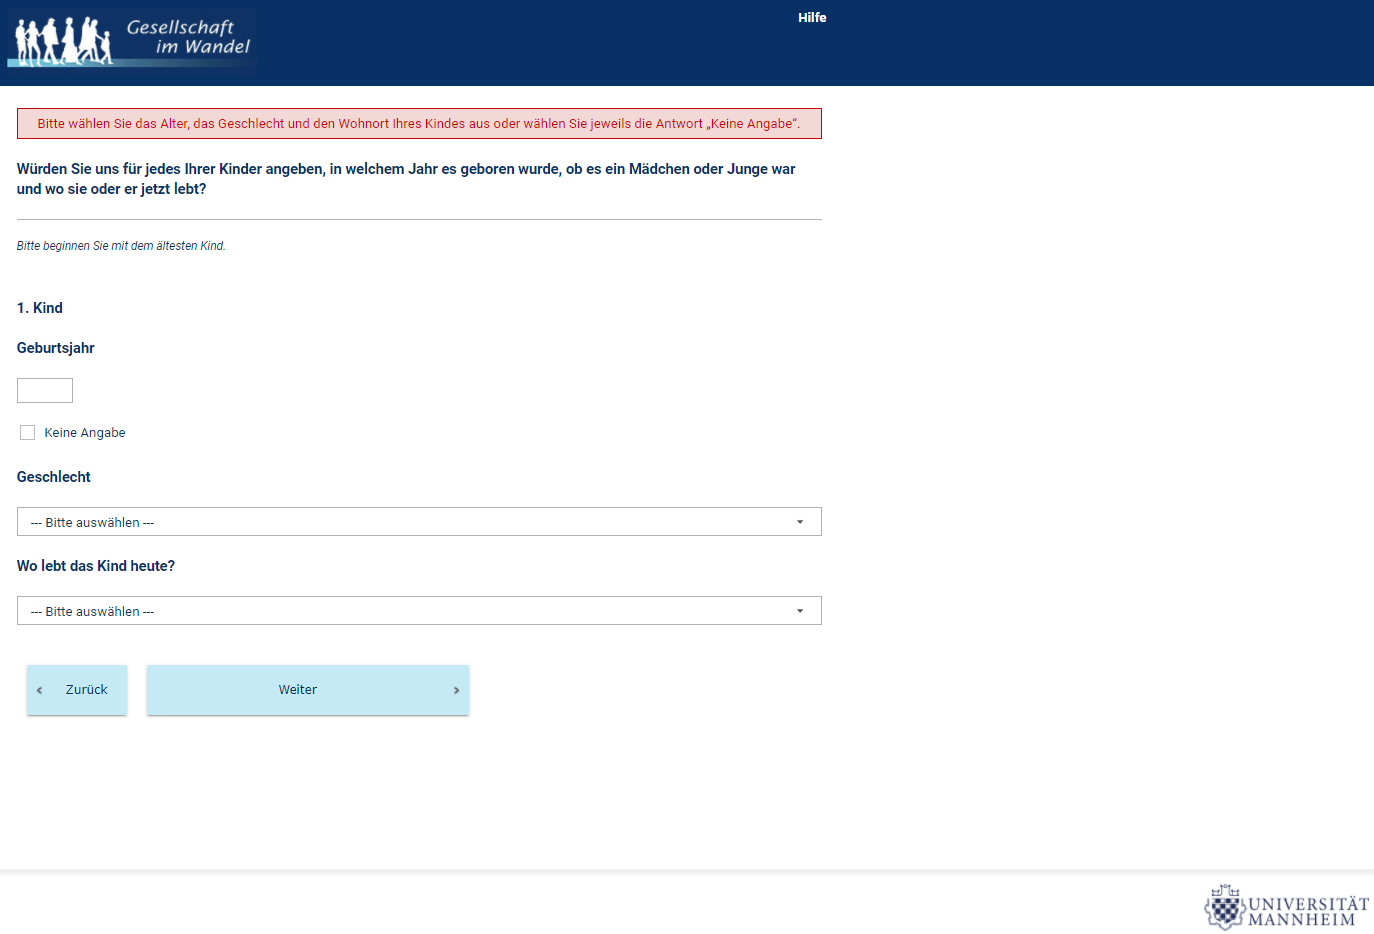 Gesellschaft
im Wandel
Hilfe
Bitte wählen Sie das Alter, das Geschlecht und den Wohnort Ihres Kindes aus oder wählen Sie jeweils die Antwort „Keine Angabe“.
Würden Sie uns für jedes Ihrer Kinder angeben, in welchem Jahr es geboren wurde, ob es ein Mädchen oder Junge war
und wo sie oder er jetzt lebt?
Bitte beginnen Sie mit dem ältesten Kind.
1. Kind
Geburtsjahr
Keine Angabe
Geschlecht
--- Bitte auswählen ---
Wo lebt das Kind heute?
--- Bitte auswählen ---
Zurück
Weiter
UNIVERSITÄT
MANNHEIM